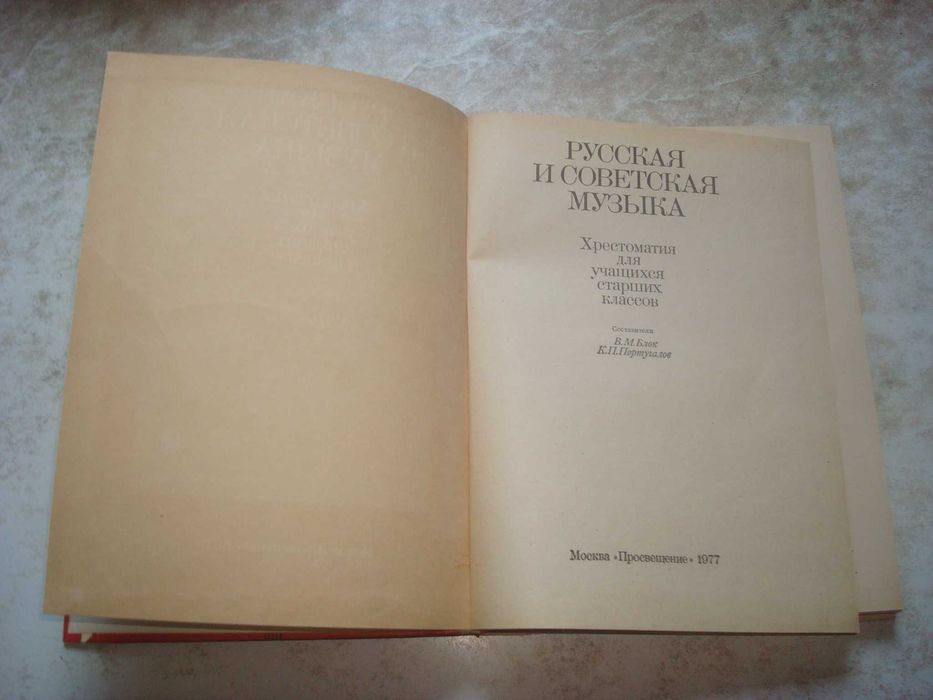 РУССКАЯ
И СОВЕТСКАЯ
МУЗЫКА
Хрестоматия
для
учащихся
старших
классов
Составители
В. М. Блок
К. П. Португалов
Москва «Просвещение» 1977